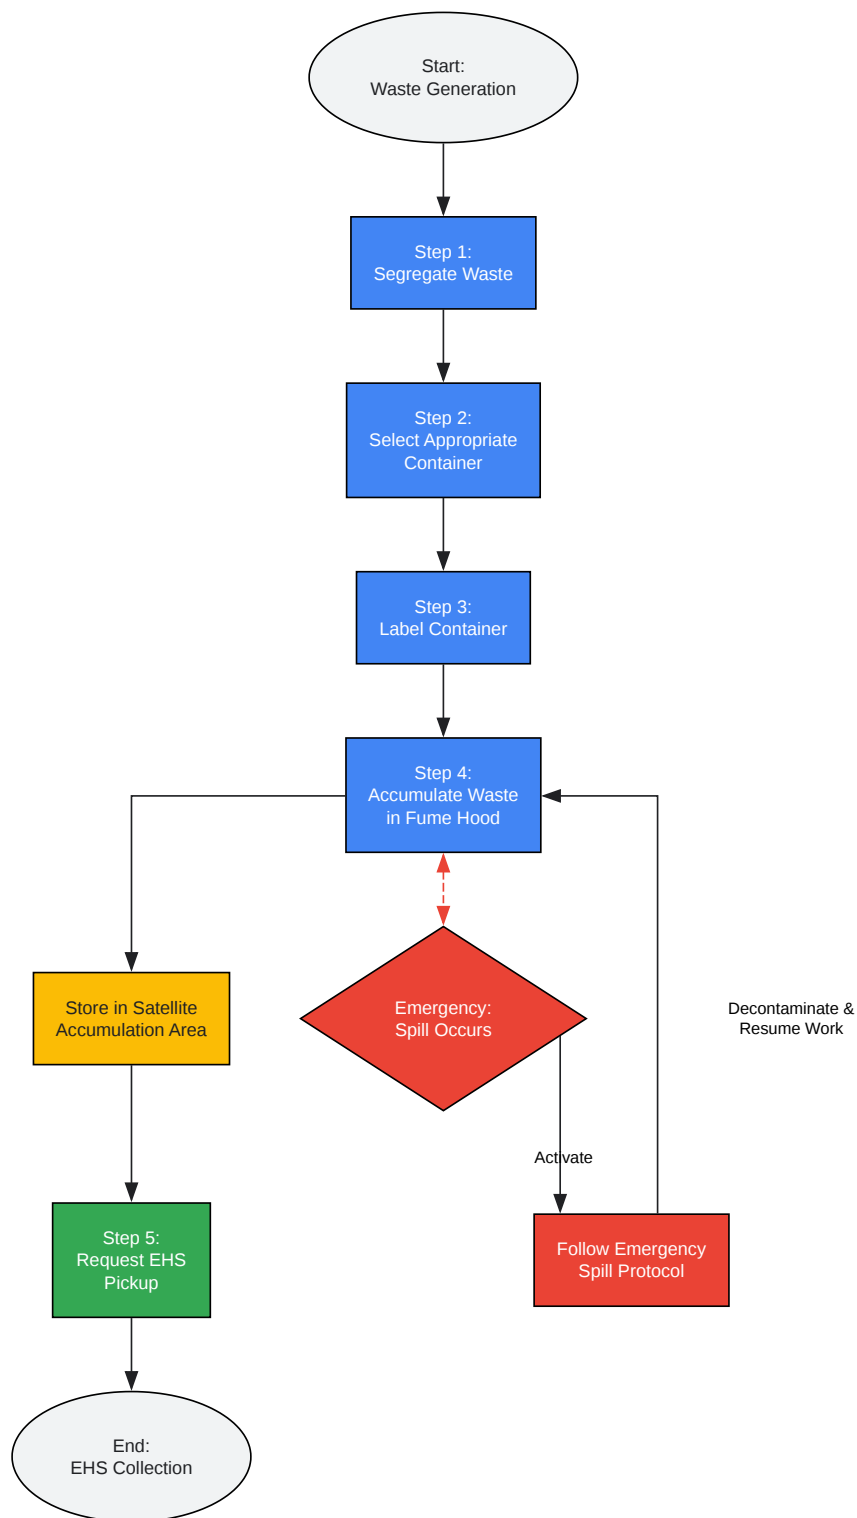 Start:
Waste Generation
Step 1:
Segregate Waste
Step 2:
Select Appropriate
Container
Step 3:
Label Container
Step 4:
Accumulate Waste
in Fume Hood
Store in Satellite
Accumulation Area
Emergency:
Spill Occurs
Decontaminate &
Resume Work
Activate
Step 5:
Request EHS
Pickup
Follow Emergency
Spill Protocol
End:
EHS Collection